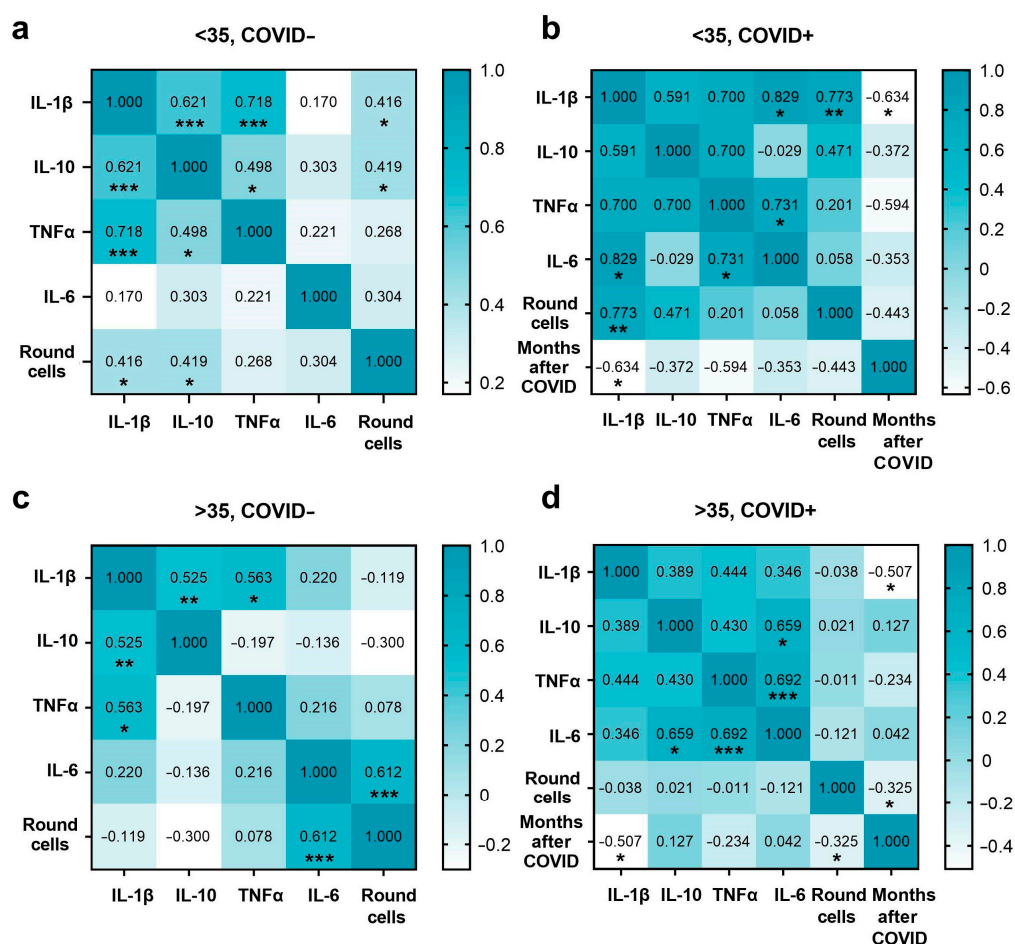 a
<35, COVID–
IL-1β 1.000 0.621 0.718 0.170 0.416
*** *** *
IL-10 0.621 1.000 0.498 0.303 0.419
*** * *
TNFα 0.718 0.498 1.000 0.221 0.268
*** *
IL-6 0.170 0.303 0.221 1.000 0.304
Round
cells 0.416 0.419 0.268 0.304 1.000
* *
IL-1β IL-10 TNFα IL-6 Round
cells
1.0
0.8
0.6
0.4
0.2
b
<35, COVID+
IL-1β 1.000 0.591 0.700 0.829 0.773 −0.634
* ** *
IL-10 0.591 1.000 0.700 −0.029 0.471 −0.372
TNFα 0.700 0.700 1.000 0.731 0.201 −0.594
*
IL-6 0.829 −0.029 0.731 1.000 0.058 −0.353
* *
Round
cells 0.773 0.471 0.201 0.058 1.000 −0.443
**
Months
after
COVID −0.634 −0.372 −0.594 −0.353 −0.443 1.000
*
IL-1β IL-10 TNFα IL-6 Round Months
cells after
COVID
1.0
0.8
0.6
0.4
0.2
0
−0.2
−0.4
−0.6
c
>35, COVID–
IL-1β 1.000 0.525 0.563 0.220 −0.119
** *
IL-10 0.525 1.000 −0.197 −0.136 −0.300
**
TNFα 0.563 −0.197 1.000 0.216 0.078
*
IL-6 0.220 −0.136 0.216 1.000 0.612
***
Round
cells −0.119 −0.300 0.078 0.612 1.000
***
IL-1β IL-10 TNFα IL-6 Round
cells
1.0
0.8
0.6
0.4
0.2
0
−0.2
d
>35, COVID+
IL-1β 1.000 0.389 0.444 0.346 −0.038 −0.507
*
IL-10 0.389 1.000 0.430 0.659 0.021 0.127
*
TNFα 0.444 0.430 1.000 0.692 −0.011 −0.234
***
IL-6 0.346 0.659 0.692 1.000 −0.121 0.042
* ***
Round
cells −0.038 0.021 −0.011 −0.121 1.000 −0.325
*
Months
after
COVID −0.507 0.127 −0.234 0.042 −0.325 1.000
* *
IL-1β IL-10 TNFα IL-6 Round Months
cells after
COVID
1.0
0.8
0.6
0.4
0.2
0
−0.2
−0.4